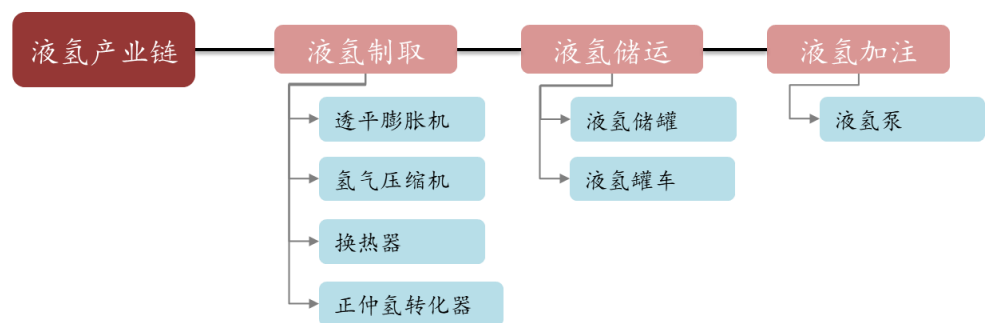 液氢产业链
液氢制取
液氢储运
液氢加注
透平膨胀机
氢气压缩机
换热器
正仲氢转化器
液氢储罐
液氢罐车
液氢泵